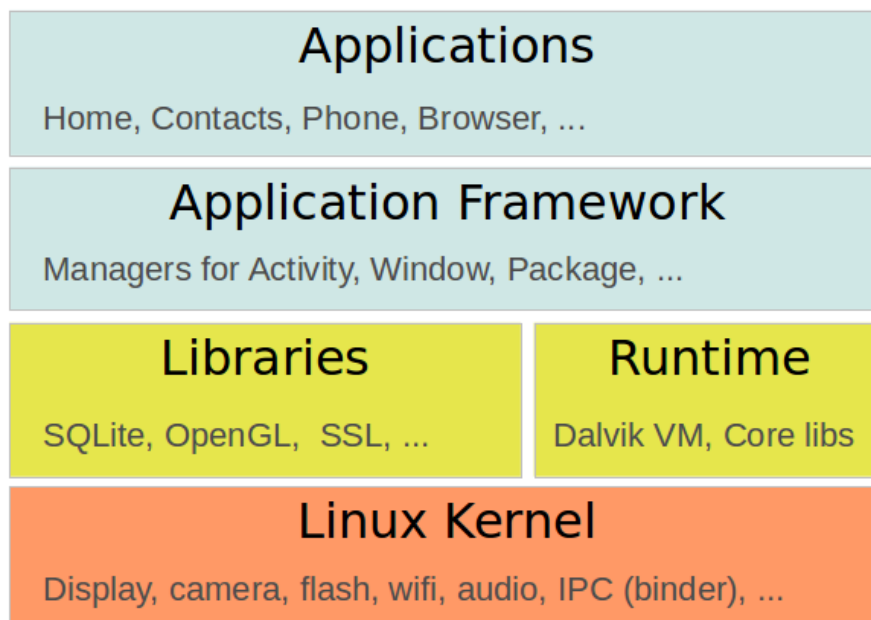 Applications
Home, Contacts, Phone, Browser, ...
Application Framework
Managers for Activity, Window, Package, ...
Libraries
SQLite, OpenGL,  SSL, ...
Runtime
Dalvik VM, Core libs
Linux Kernel
Display, camera, flash, wifi, audio, IPC (binder), ...